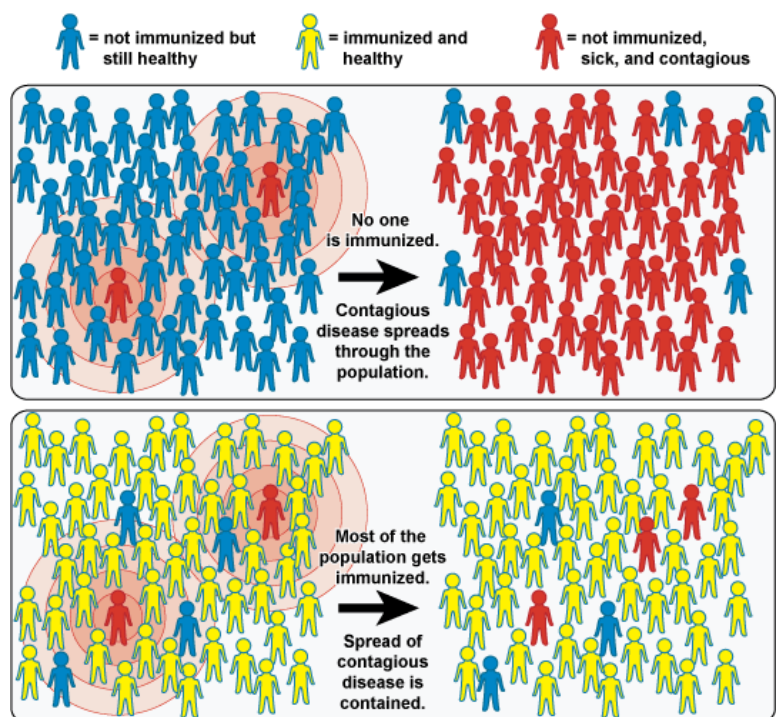 = not immunized but
still healthy
= immunized and
healthy
= not immunized,
sick, and contagious
No one
is immunized.
Contagious
disease spreads
through the
population.
Most of the
population gets
immunized.
Spread of
contagious
disease is
contained.